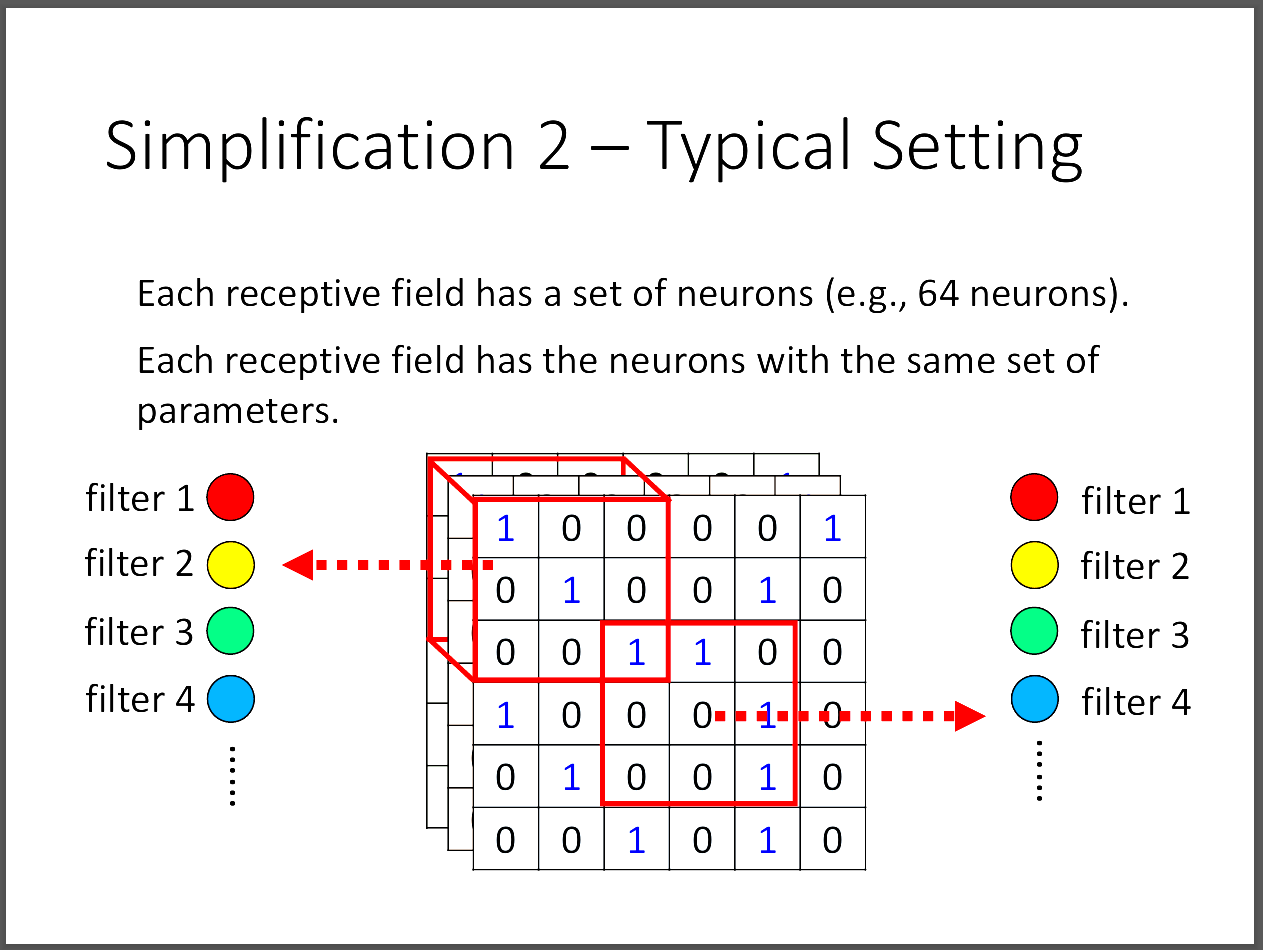 Simplification 2 – Typical Setting
Each receptive field has a set of neurons (e.g., 64 neurons).
Each receptive field has the neurons with the same set of
parameters.
filter 1
filter 2
filter 3
filter 4
1 0 0 0 0 1
0 1 0 0 1 0
0 0 1 1 0 0
1 0 0 0 1 0
0 1 0 0 1 0
0 0 1 0 1 0
filter 1
filter 2
filter 3
filter 4